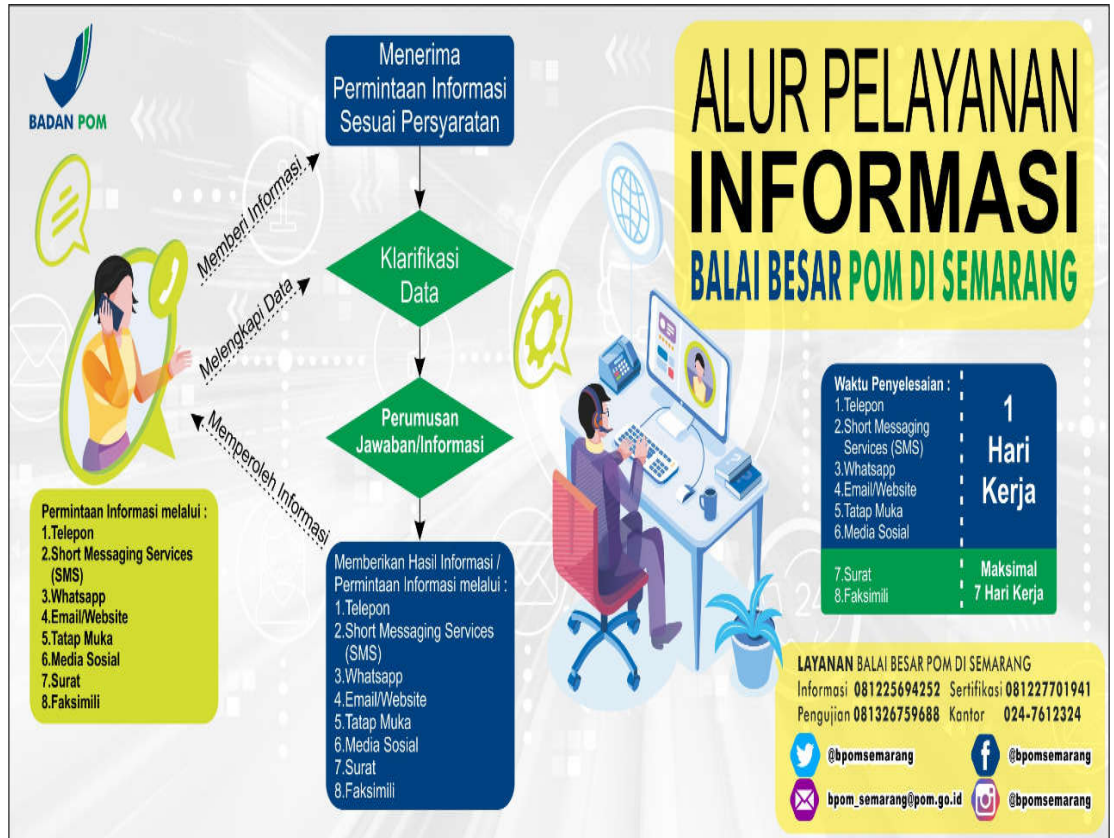 BADAN POM
Menerima
Permintaan Informasi
Sesuai Persyaratan
Memberi Informasi
Klarifikasi
Data
Melengkapi Data
Perumusan
Jawaban/Informasi
Memperoleh Informasi
Permintaan Informasi melalui :
1.Telepon
2.Short Messaging Services
(SMS)
3.Whatsapp
4.Email/Website
5.Tatap Muka
6.Media Sosial
7.Surat
8.Faksimili
Memberikan Hasil Informasi /
Permintaan Informasi melalui :
1.Telepon
2.Short Messaging Services
(SMS)
3.Whatsapp
4.Email/Website
5.Tatap Muka
6.Media Sosial
7.Surat
8.Faksimili
ALUR PELAYANAN
INFORMASI
BALAI BESAR POM DI SEMARANG
Waktu Penyelesaian :
1.Telepon
2.Short Messaging
Services (SMS)
3.Whatsapp
4.Email/Website
5.Tatap Muka
6.Media Sosial
1
Hari
Kerja
7.Surat
8.Faksimili
Maksimal
7 Hari Kerja
LAYANAN BALAI BESAR POM DI SEMARANG
Informasi 081225694252 Sertifikasi 081227701941
Pengujian 081326759688 Kantor 024-7612324
@bpomsemarang
@bpomsemarang
bpom_semarang@pom.go.id
@bpomsemarang